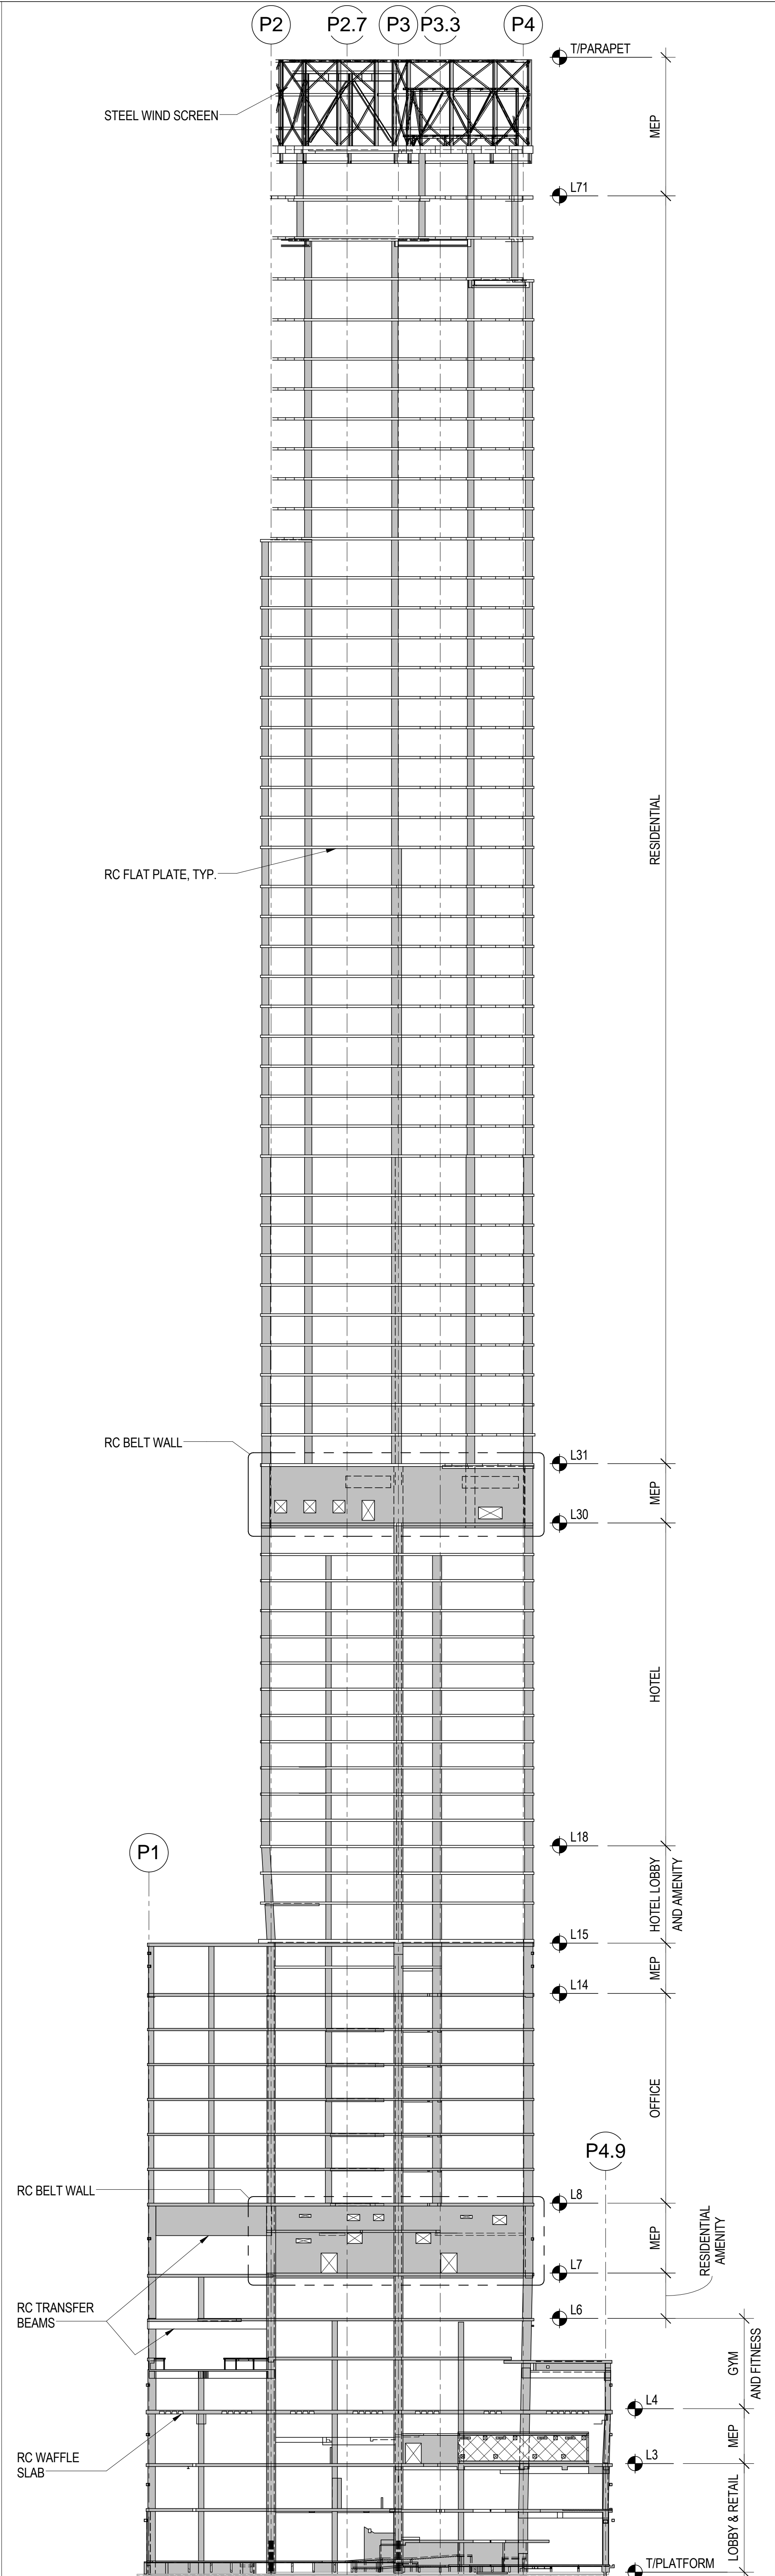 P2 P2.7 P3 P3.3 P4
T/PARAPET
STEEL WIND SCREEN
MEP
L71
RESIDENTIAL
RC FLAT PLATE, TYP.
RC BELT WALL
L31
MEP
L30
HOTEL
P1
L18
HOTEL LOBBY
AND AMENITY
L15
MEP
L14
OFFICE
P4.9
RC BELT WALL
L8
MEP
RESIDENTIAL
AMENITY
L7
RC TRANSFER
BEAMS
L6
GYM
AND FITNESS
L4
MEP
RC WAFFLE
SLAB
L3
LOBBY & RETAIL
T/PLATFORM